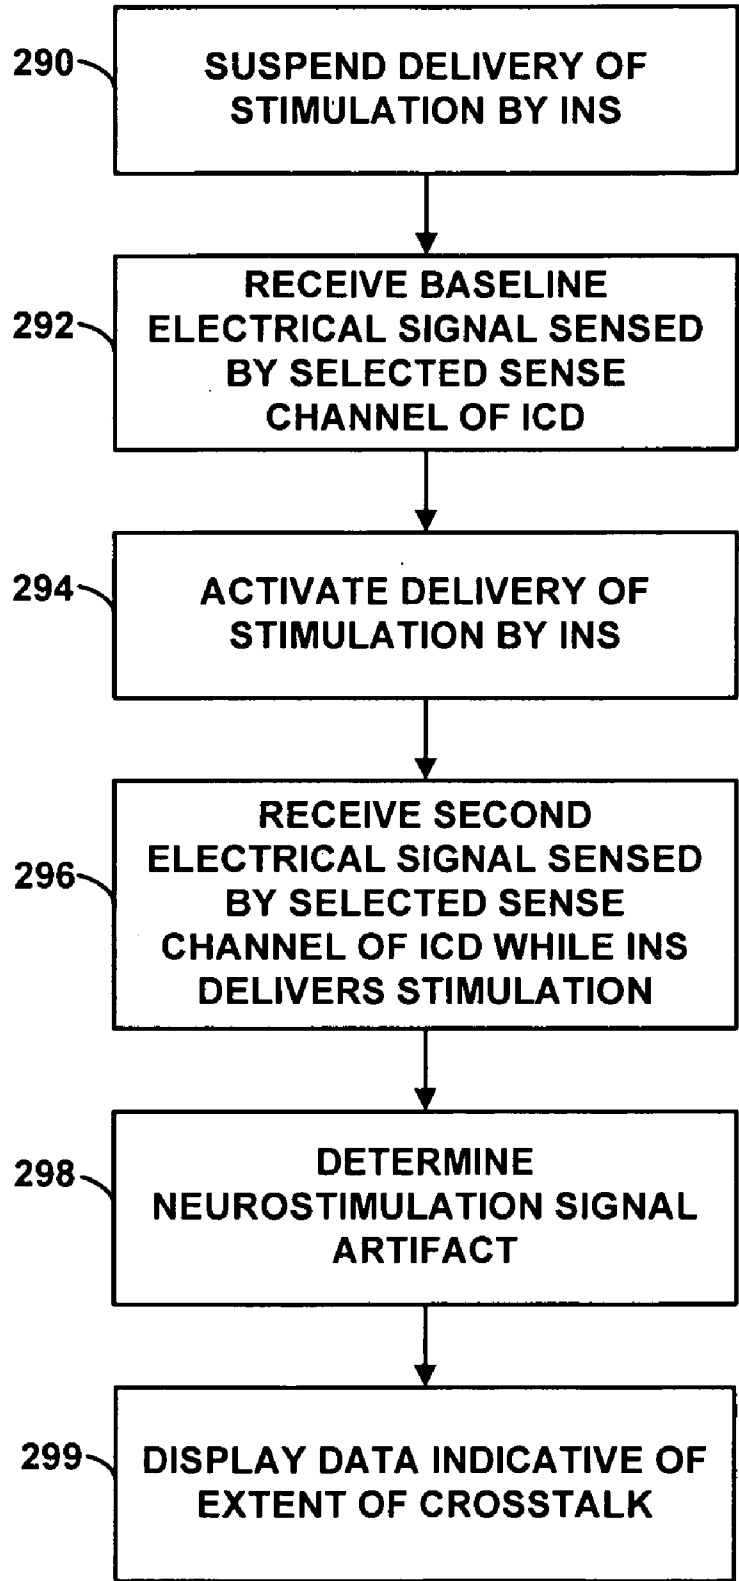 290
SUSPEND DELIVERY OF
STIMULATION BY INS
292
RECEIVE BASELINE
ELECTRICAL SIGNAL SENSED
BY SELECTED SENSE
CHANNEL OF ICD
294
ACTIVATE DELIVERY OF
STIMULATION BY INS
296
RECEIVE SECOND
ELECTRICAL SIGNAL SENSED
BY SELECTED SENSE
CHANNEL OF ICD WHILE INS
DELIVERS STIMULATION
298
DETERMINE
NEUROSTIMULATION SIGNAL
ARTIFACT
299
DISPLAY DATA INDICATIVE OF
EXTENT OF CROSSTALK